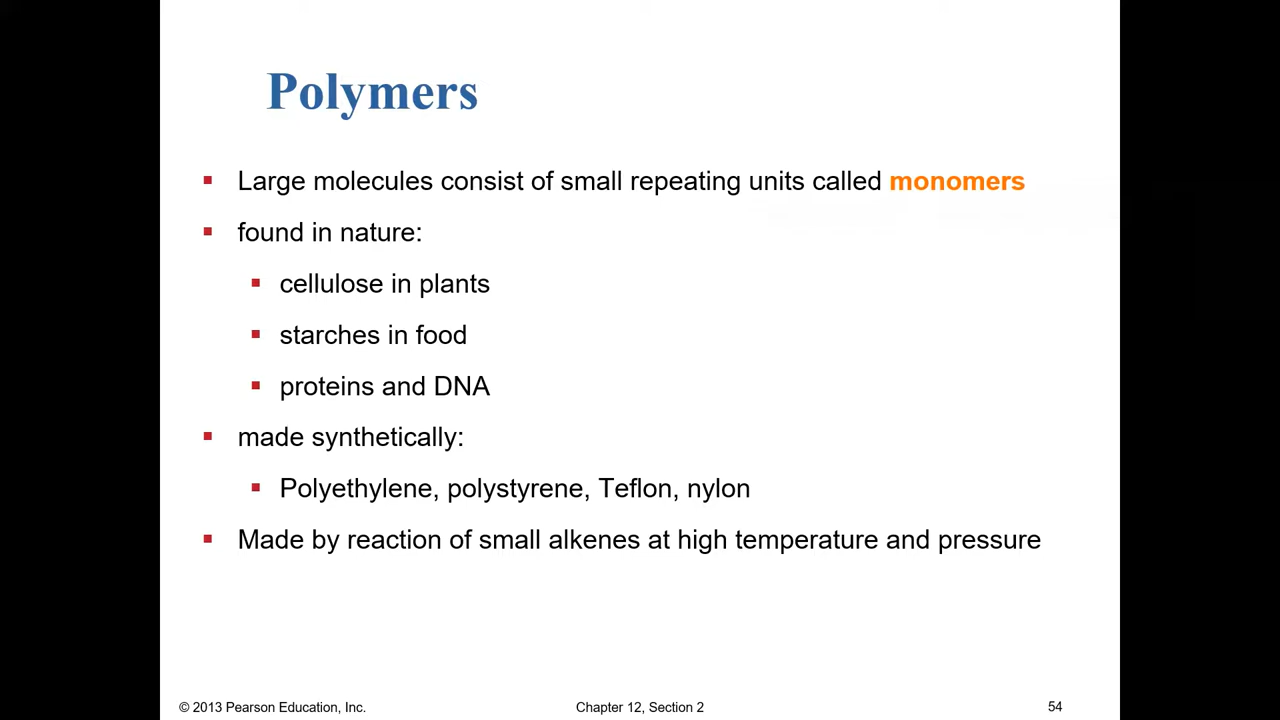 Polymers
Large molecules consist of small repeating units called monomers
found in nature:
cellulose in plants
starches in food
proteins and DNA
made synthetically:
Polyethylene, polystyrene, Teflon, nylon
Made by reaction of small alkenes at high temperature and pressure
© 2013 Pearson Education, Inc.
Chapter 12, Section 2
54